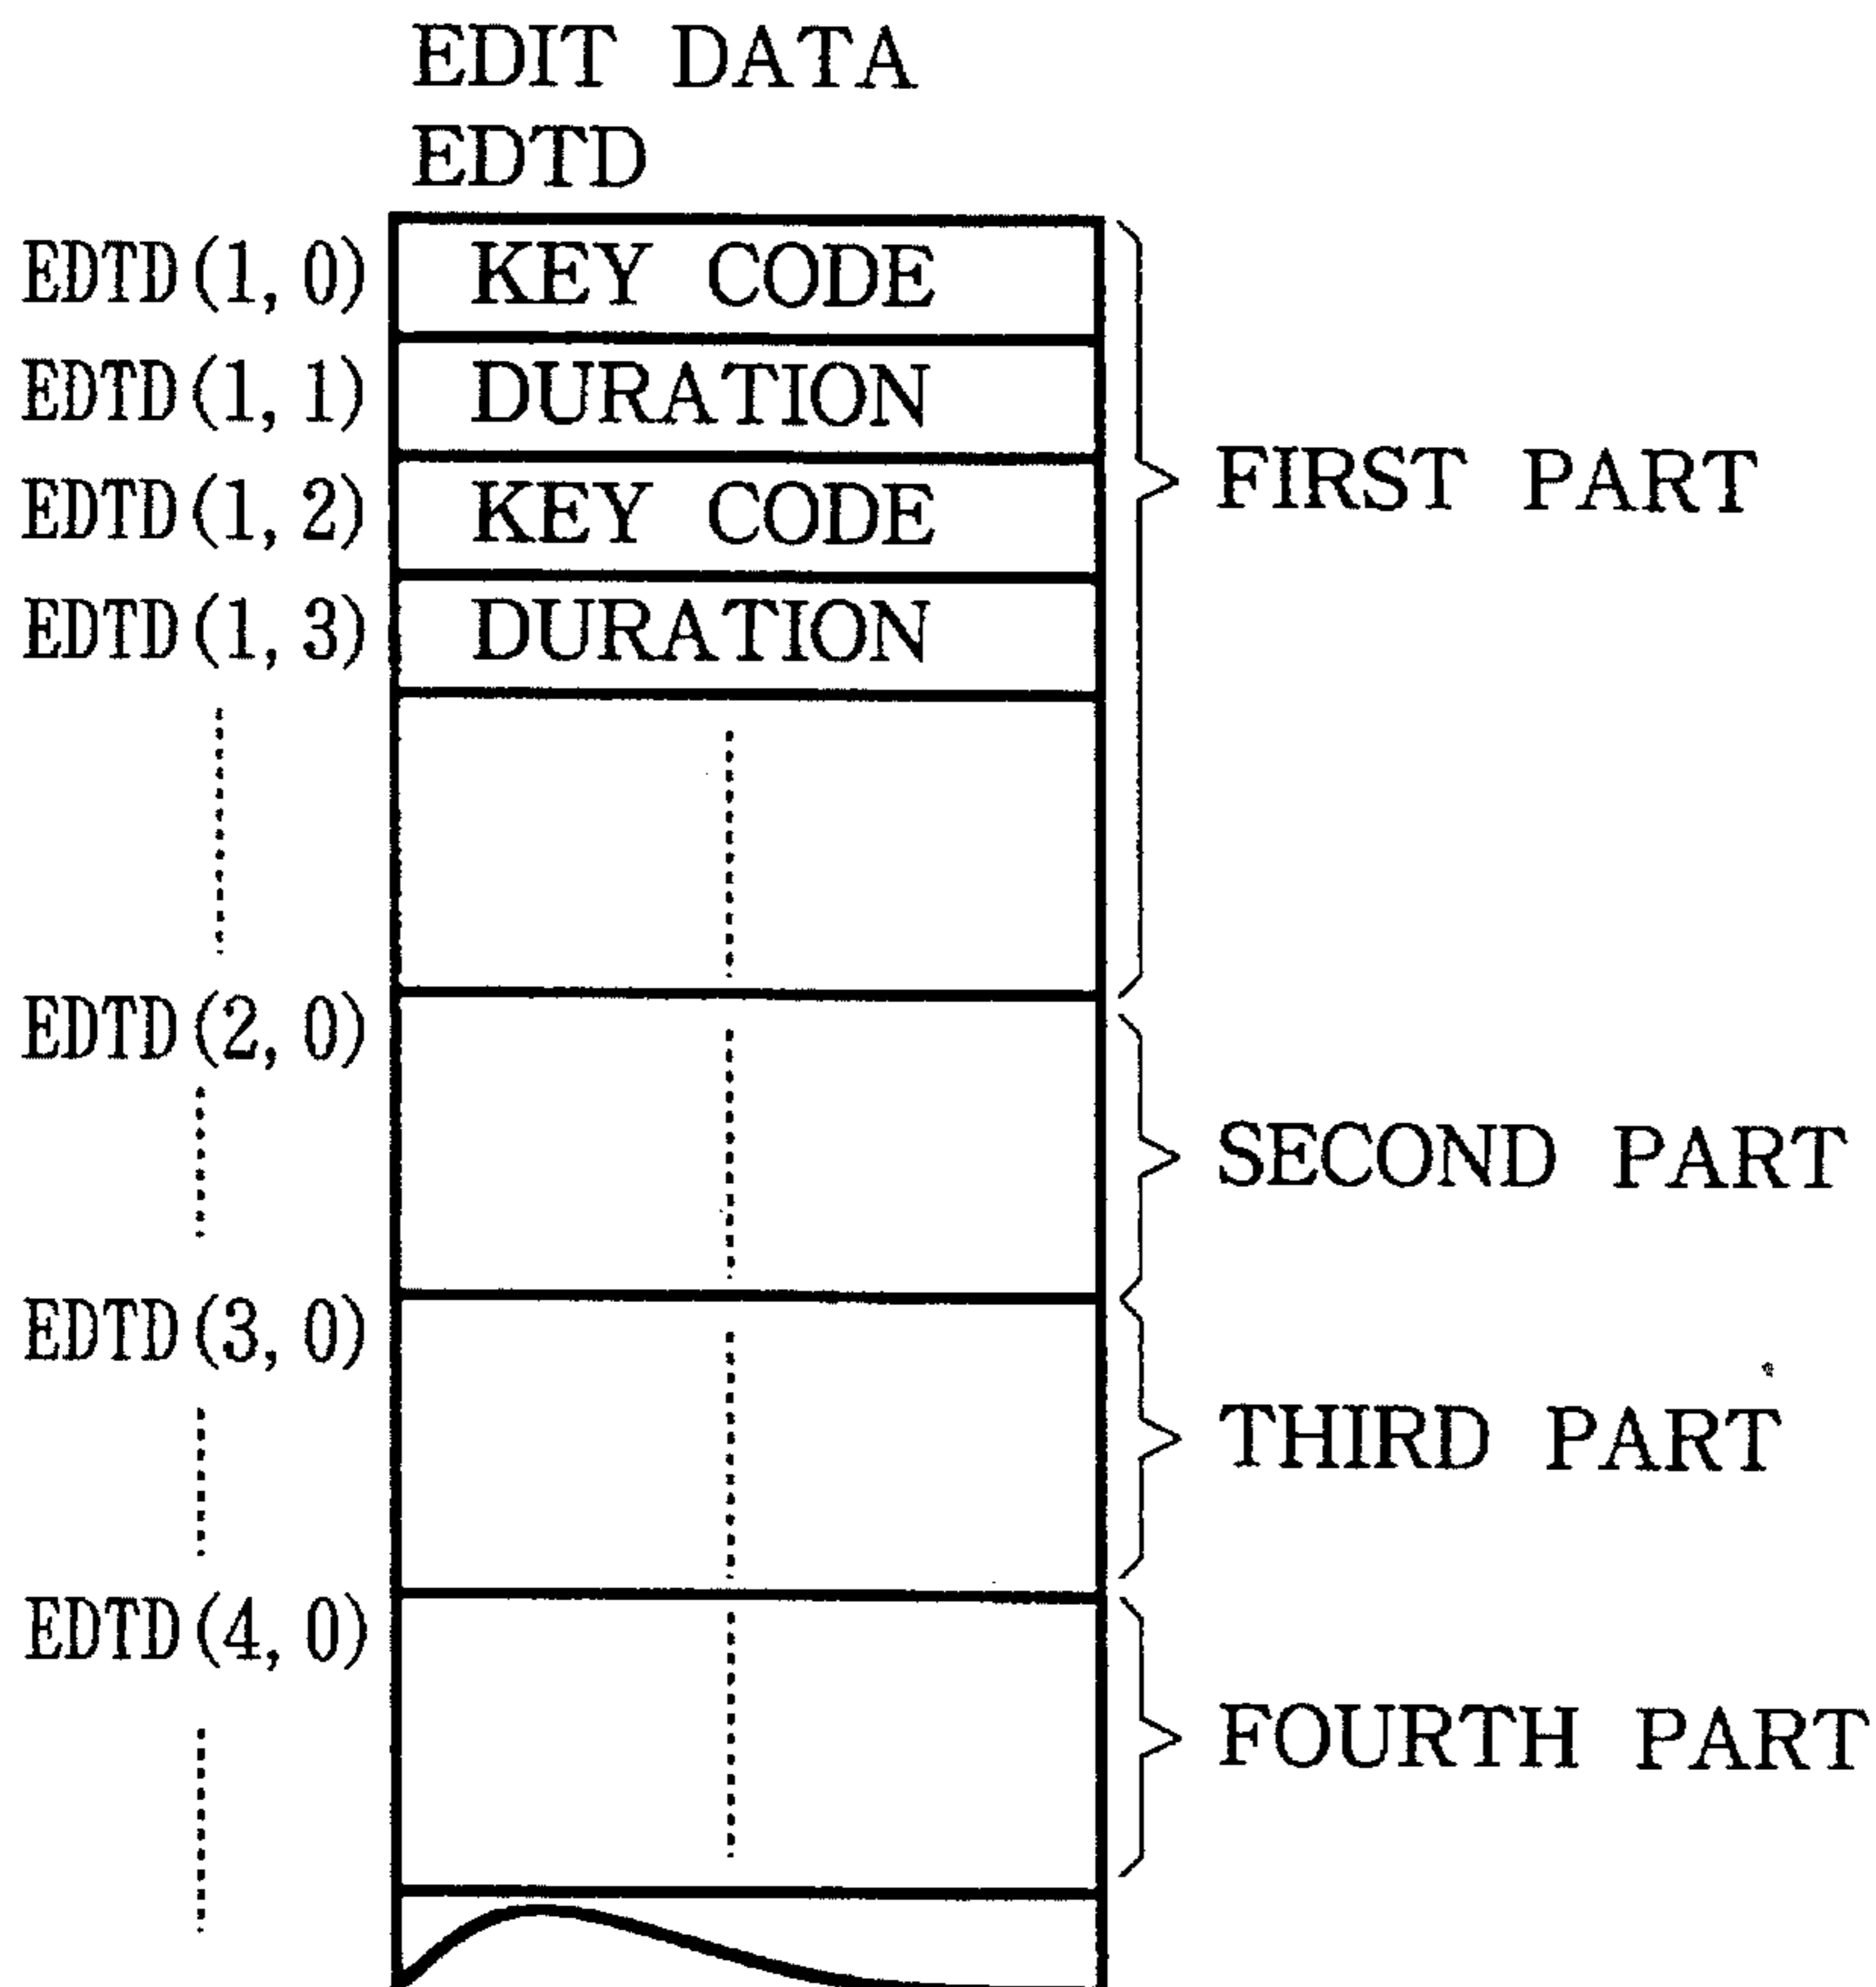 EDIT DATA
EDTD
EDTD(1, 0) KEY CODE
EDTD(1, 1) DURATION
EDTD(1, 2) KEY CODE
EDTD(1, 3) DURATION
FIRST PART
EDTD(2, 0)
SECOND PART
EDTD(3, 0)
THIRD PART
EDTD(4, 0)
FOURTH PART